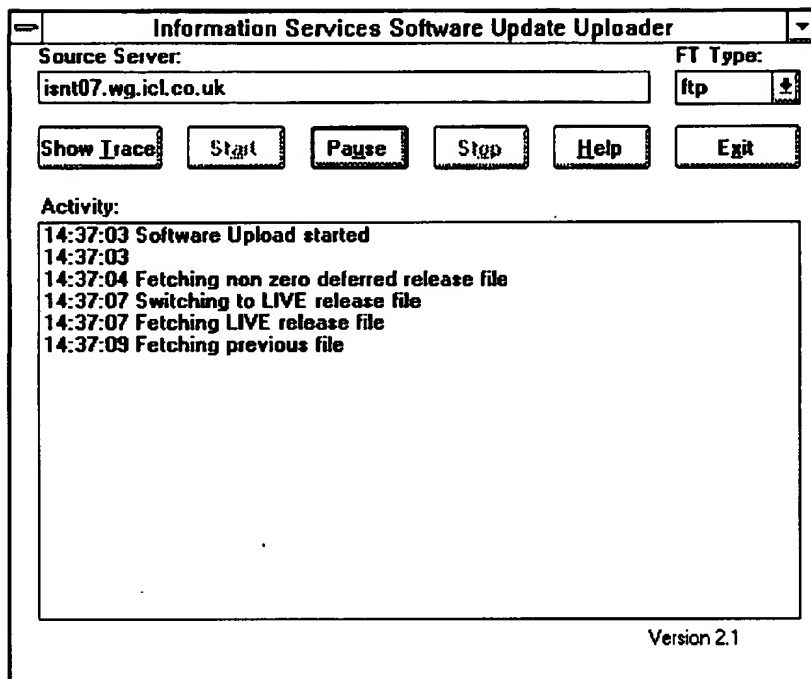 Information Services Software Update Uploader
Source Server: FT Type:
isnt07.wg.icl.co.uk ftp
Show Trace Start Pause Stop Help Exit
Activity:
14:37:03 Software Upload started
14:37:03
14:37:04 Fetching non zero deferred release file
14:37:07 Switching to LIVE release file
14:37:07 Fetching LIVE release file
14:37:09 Fetching previous file
Version 2.1